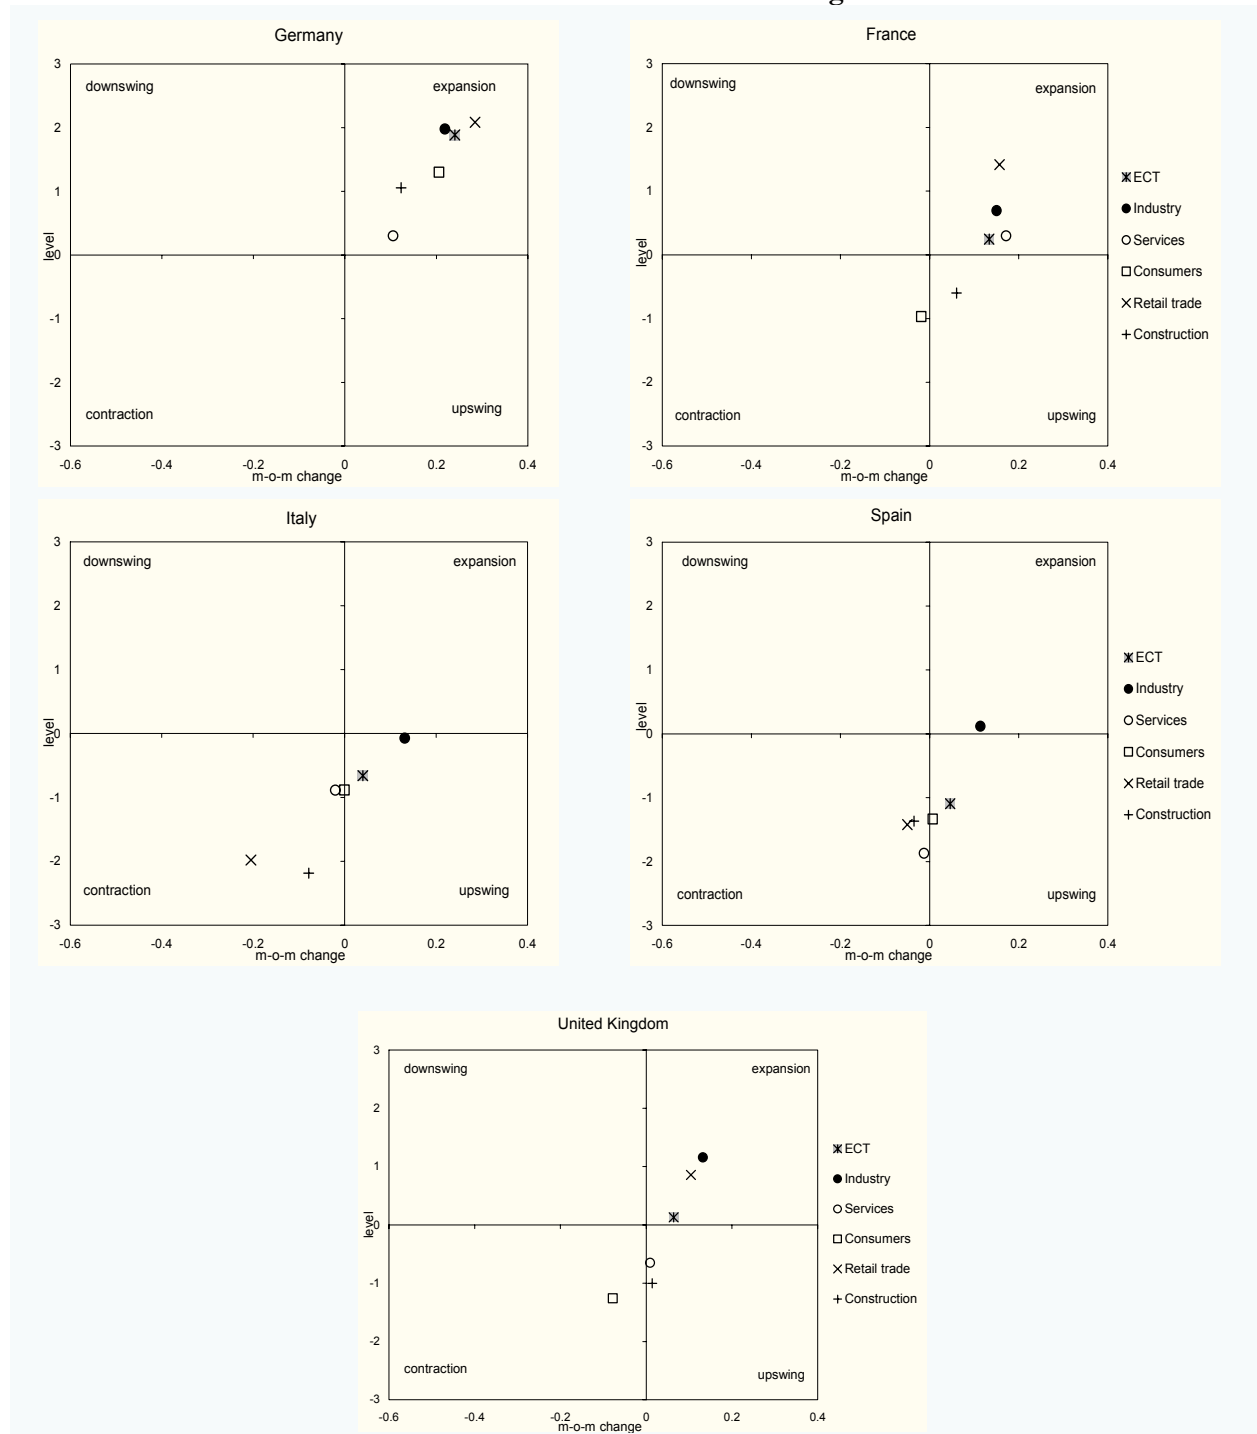 g
Germany
3
downswing
expansion
2
1
level
0
-1
-2
contraction
upswing
-3
-0.6 -0.4 -0.2 0 0.2 0.4
m-o-m change
France
3
downswing
expansion
2
1
level
0
-1
-2
contraction
upswing
-3
-0.6 -0.4 -0.2 0 0.2 0.4
m-o-m change
ECT
Industry
Services
Consumers
Retail trade
Construction
Italy
3
downswing
expansion
2
1
level
0
-1
-2
contraction
upswing
-3
-0.6 -0.4 -0.2 0 0.2 0.4
m-o-m change
Spain
3
downswing
expansion
2
1
level
0
-1
-2
contraction
upswing
-3
-0.6 -0.4 -0.2 0 0.2 0.4
m-o-m change
ECT
Industry
Services
Consumers
Retail trade
Construction
United Kingdom
3
downswing
expansion
2
1
level
0
-1
-2
contraction
upswing
-3
-0.6 -0.4 -0.2 0 0.2 0.4
m-o-m change
ECT
Industry
Services
Consumers
Retail trade
Construction